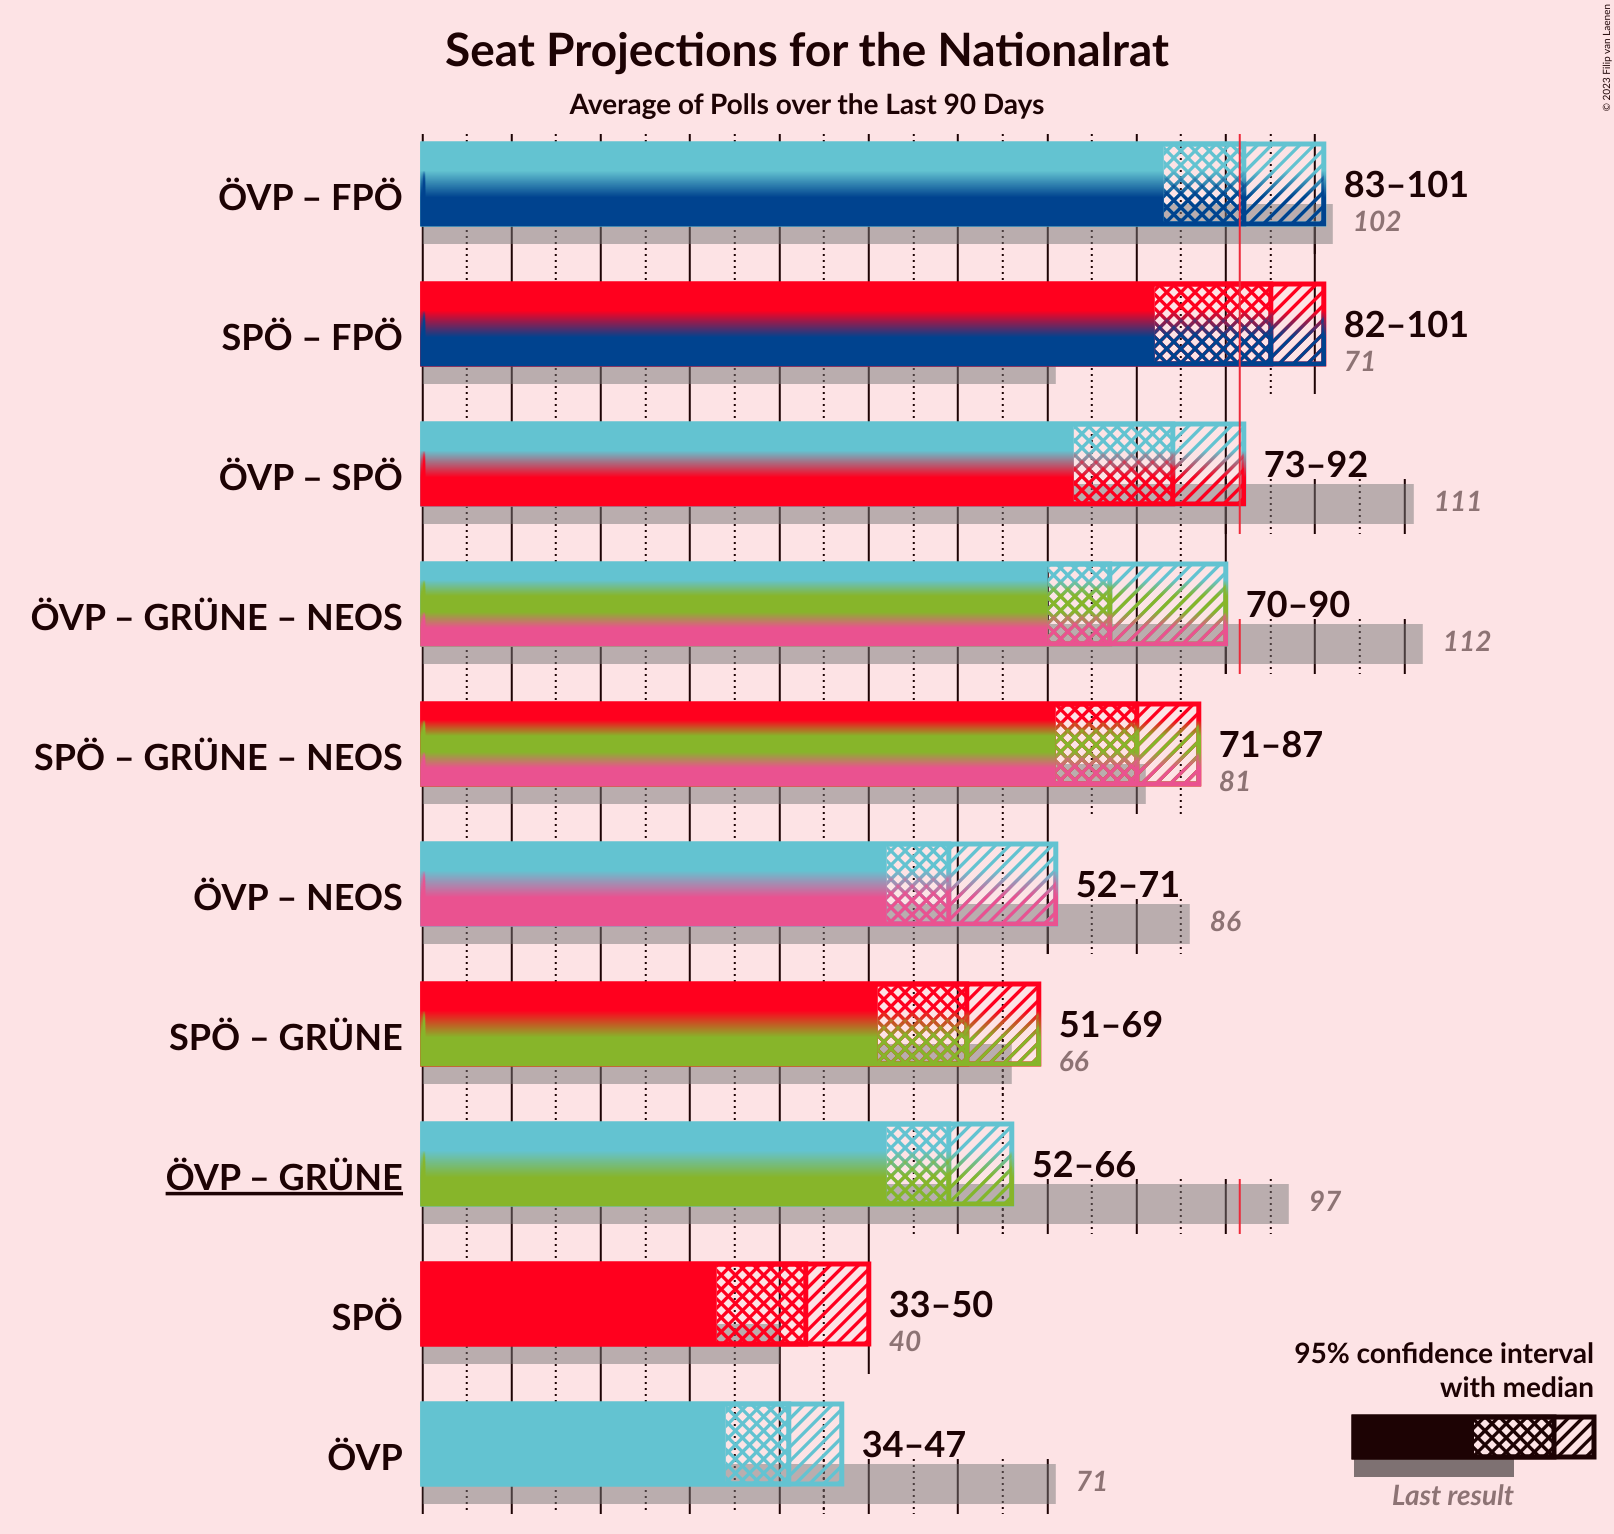 Seat Projections for the Nationalrat
Average of Polls over the Last 90 Days
© 2023 Filip van Laenen
ÖVP – FPÖ
83–101
102
SPÖ – FPÖ
82–101
71
ÖVP – SPÖ
73–92
111
ÖVP – GRÜNE – NEOS
70–90
112
SPÖ – GRÜNE – NEOS
71–87
81
ÖVP – NEOS
52–71
86
SPÖ – GRÜNE
51–69
66
ÖVP – GRÜNE
52–66
97
SPÖ
33–50
40
ÖVP
34–47
71
95% confidence interval
with median
Last result